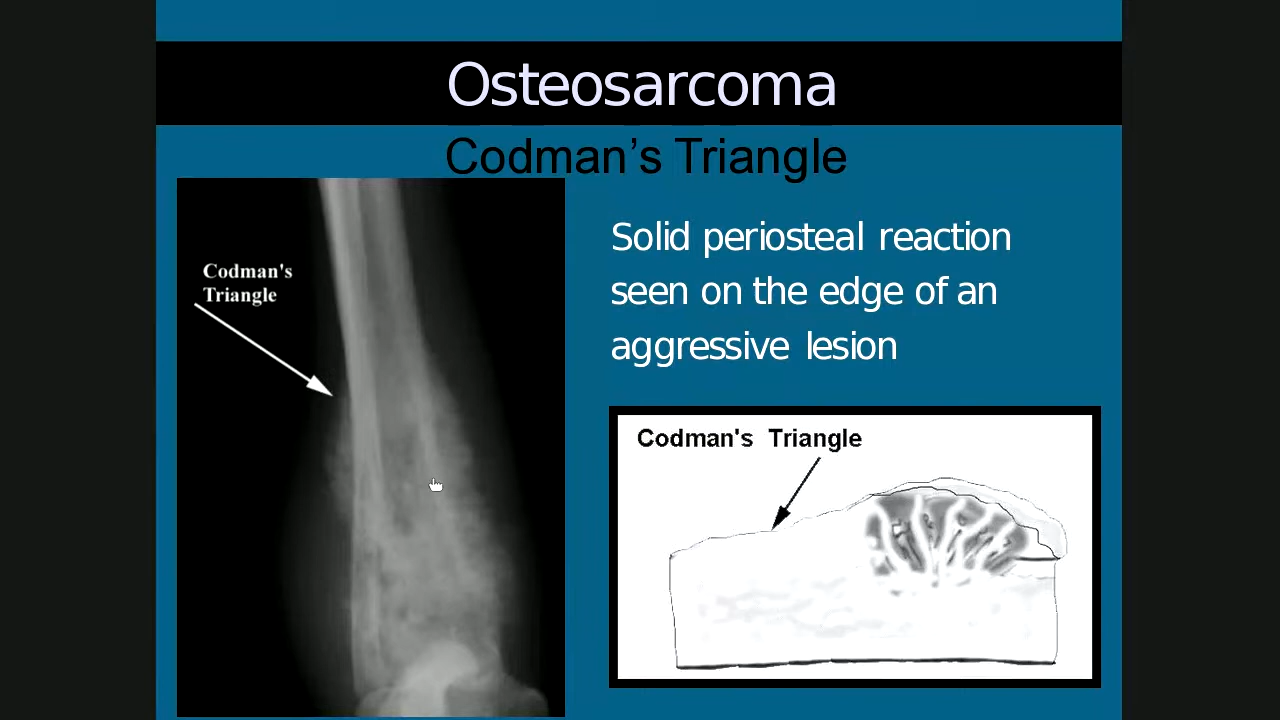 Osteosarcoma
Codman’s Triangle
Codman's
Triangle
Solid periosteal reaction
seen on the edge of an
aggressive lesion
Codman's Triangle